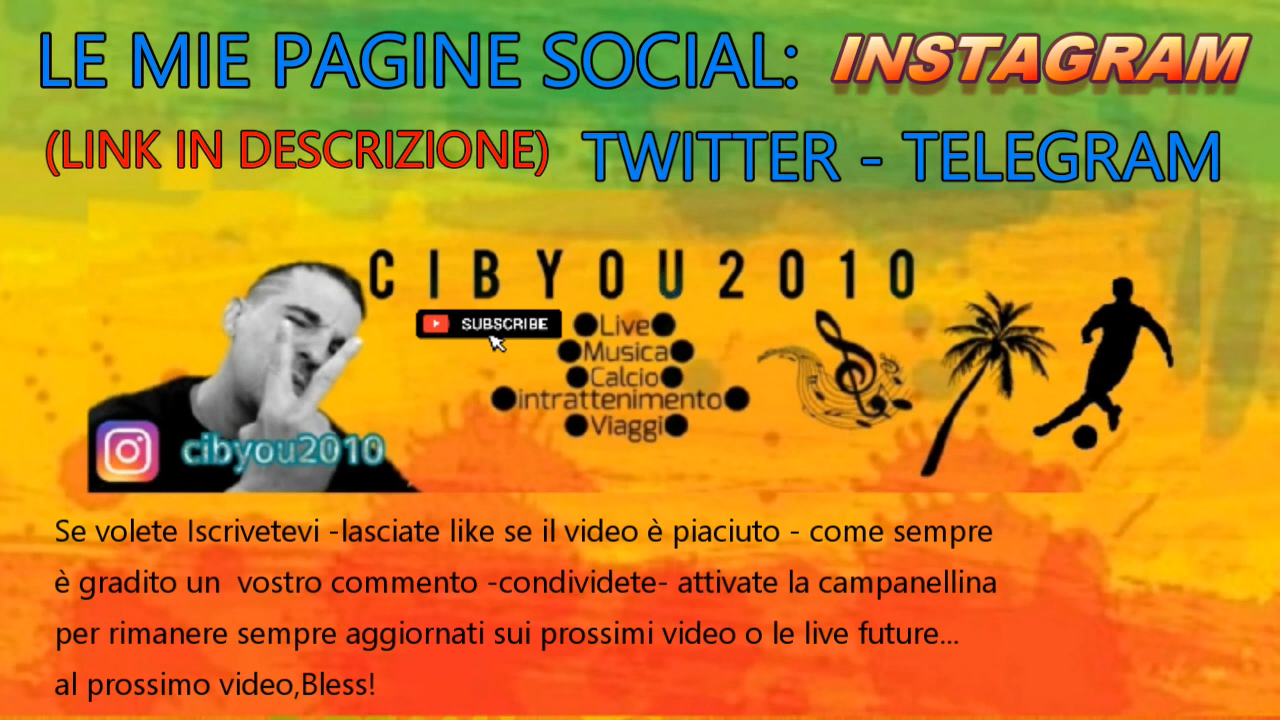 LE MIE PAGINE SOCIAL: INSTAGRAM
(LINK IN DESCRIZIONE) TWITTER - TELEGRAM
CIBYOU2010
SUBSCRIBE
Live
Musica
Calcio
intrattenimento
Viaggi
cibyou2010
Se volete Iscrivetevi -lasciate like se il video è piaciuto - come sempre
è gradito un  vostro commento -condividete- attivate la campanellina
per rimanere sempre aggiornati sui prossimi video o le live future...
al prossimo video,Bless!